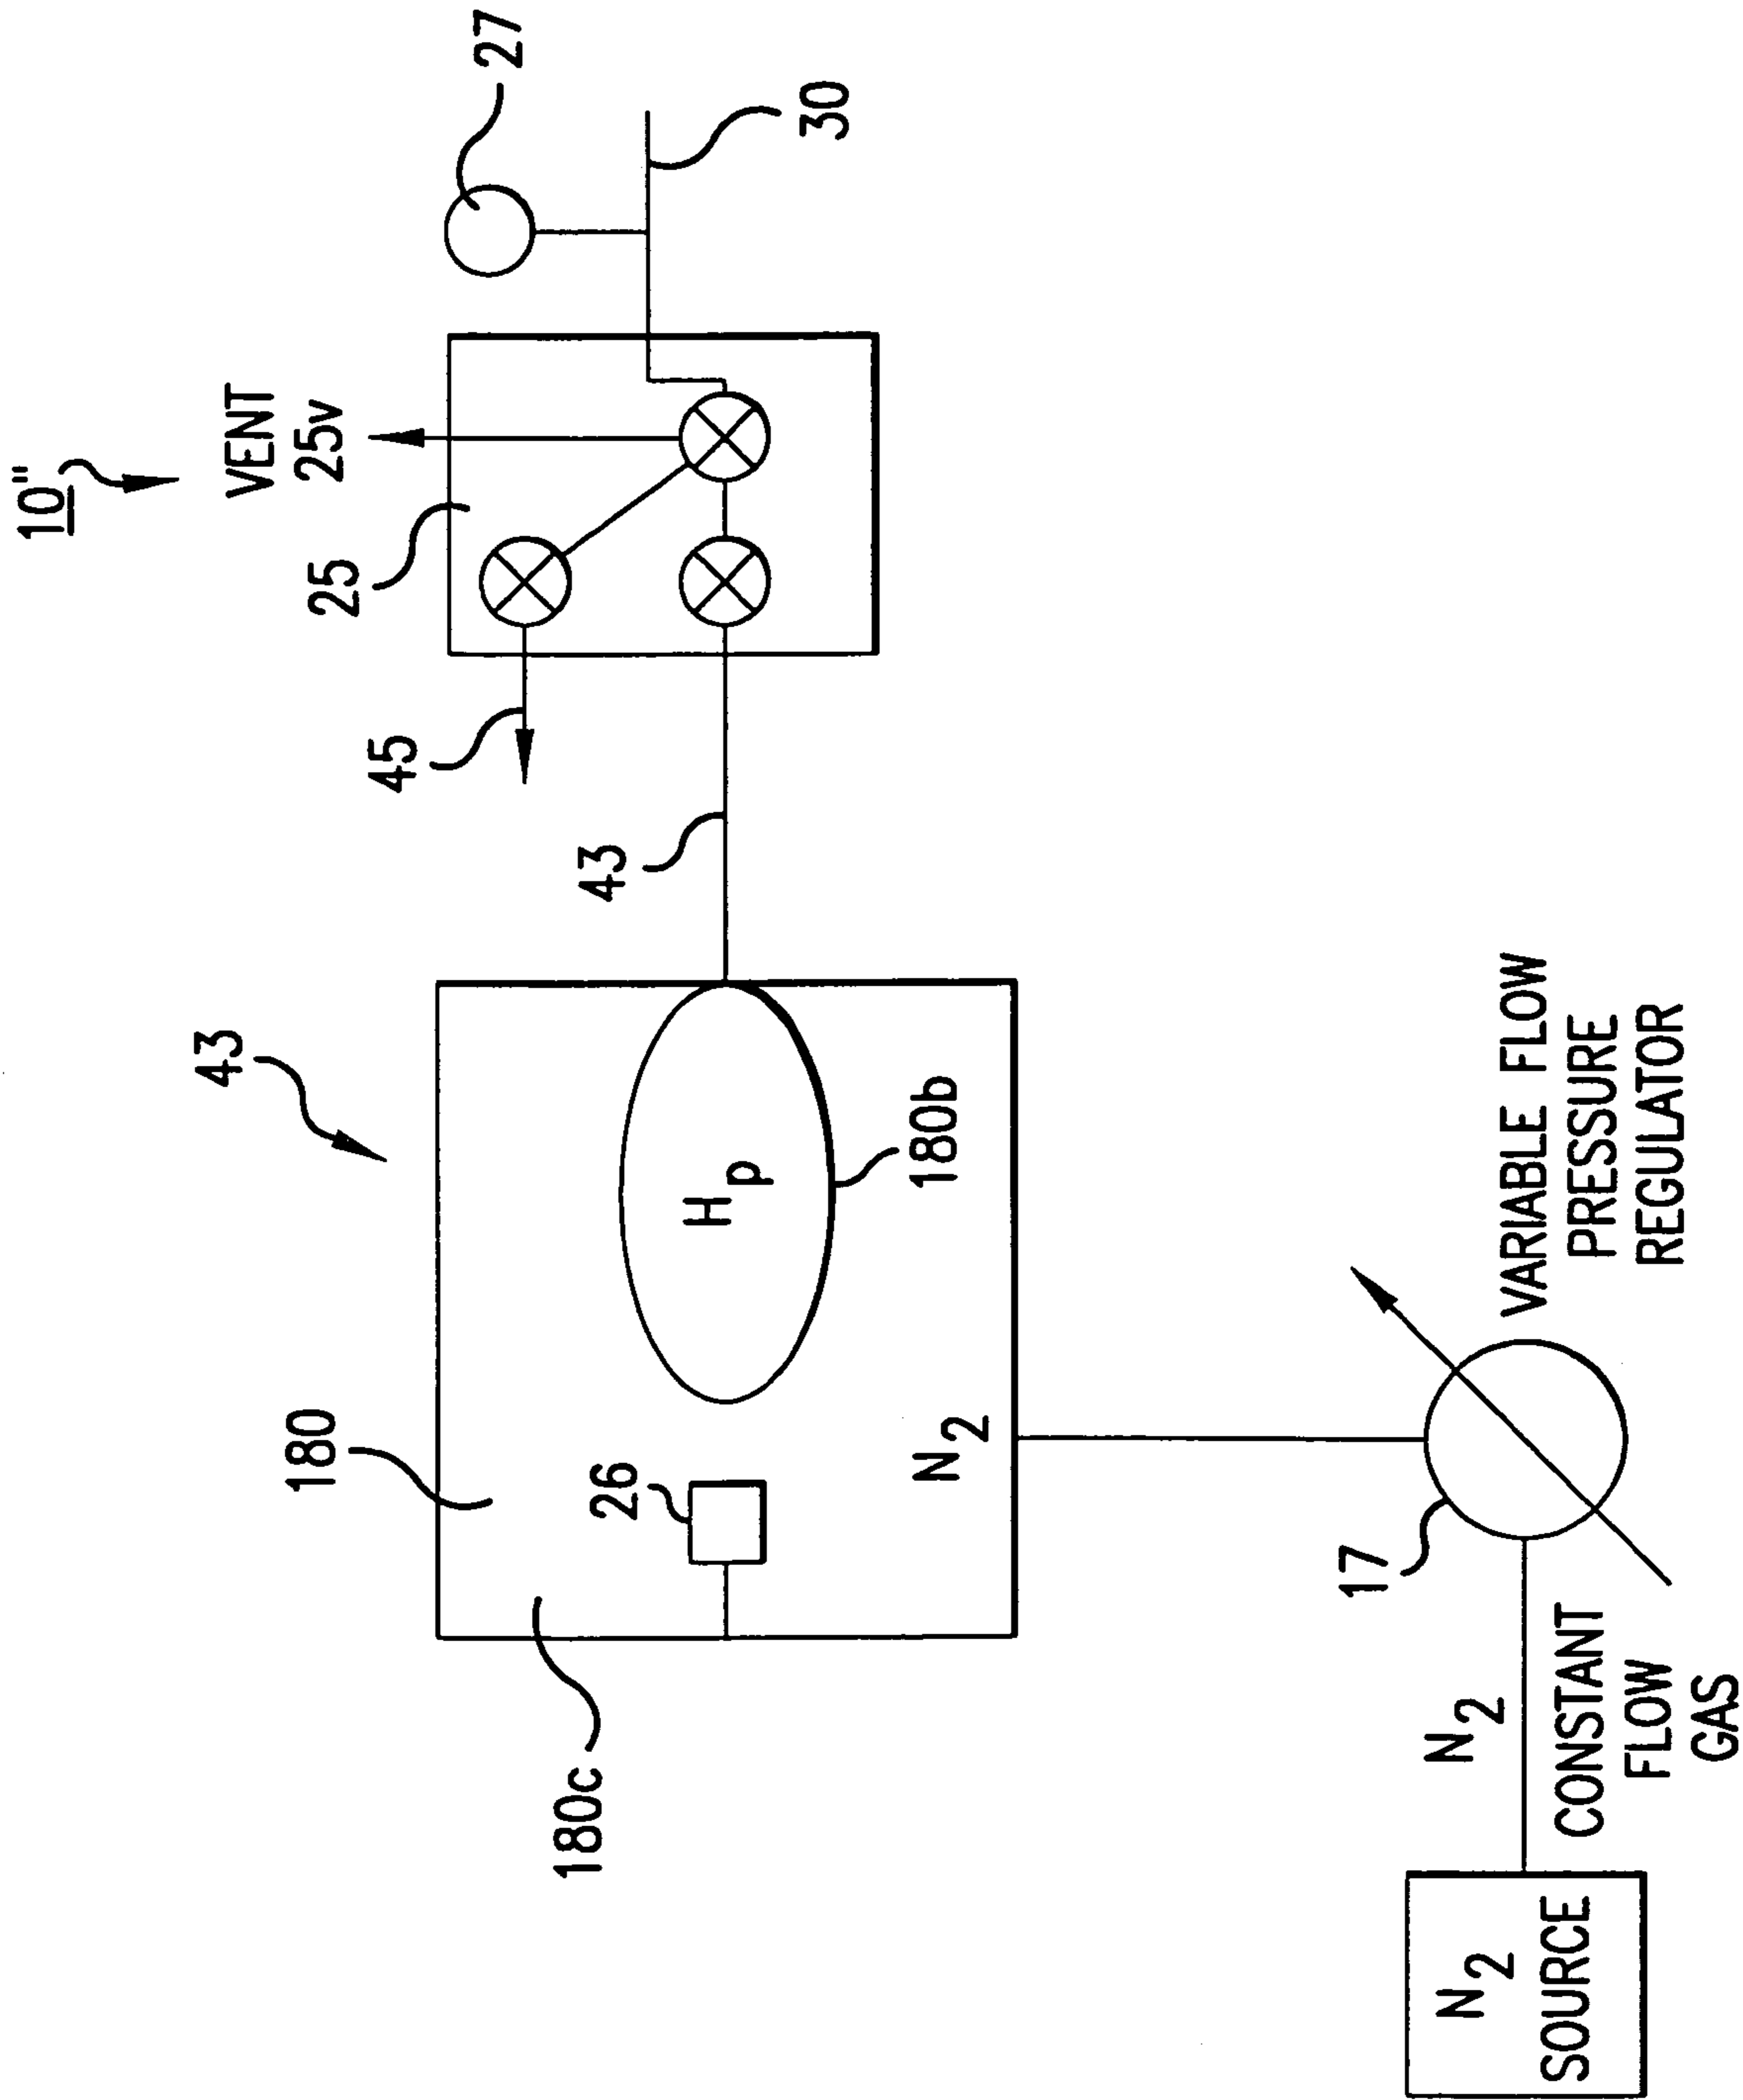 10"
43
VENT
25v
180
25
45
27
180c
26
43
30
H p
180b
N2
17
N2
CONSTANT
FLOW
GAS
VARIABLE FLOW
PRESSURE
REGULATOR
N2
SOURCE